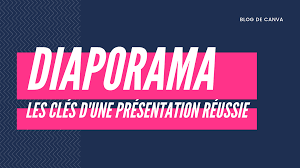 BLOG DE CANVA
DIAPORAMA
LES CLÉS D'UNE PRÉSENTATION RÉUSSIE